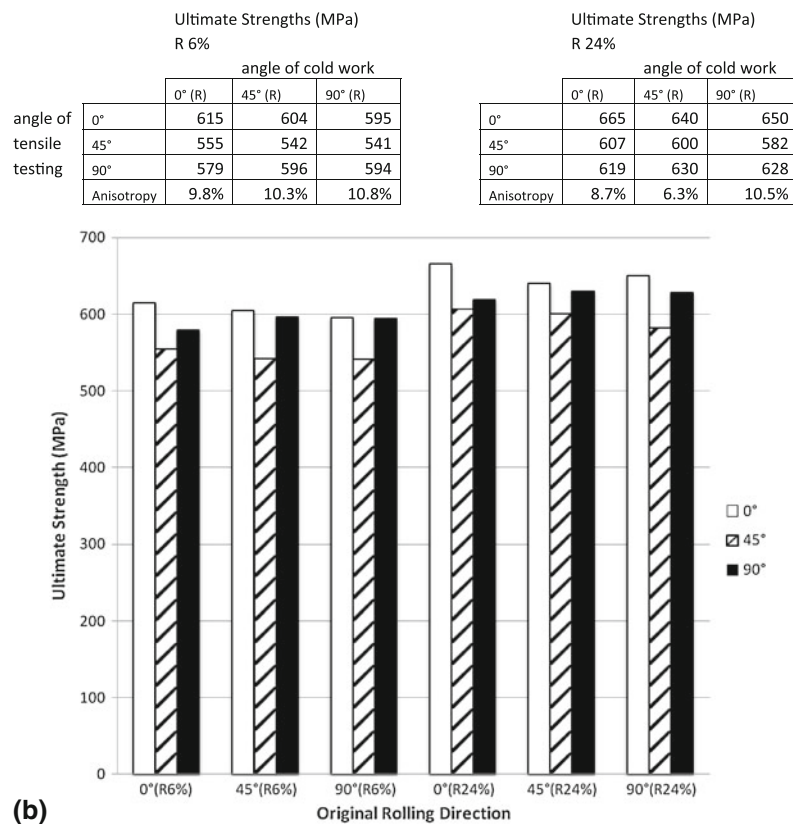 Ultimate Strengths (MPa)
R 6%
angle of cold work
0° (R) 45° (R) 90° (R)
angle of 0° 615 604 595
tensile 45° 555 542 541
testing 90° 579 596 594
Anisotropy 9.8% 10.3% 10.8%
Ultimate Strengths (MPa)
R 24%
angle of cold work
0° (R) 45° (R) 90° (R)
0° 665 640 650
45° 607 600 582
90° 619 630 628
Anisotropy 8.7% 6.3% 10.5%
700
600
500
400
300
200
100
0
Ultimate Strength (MPa)
0°(R6%) 45°(R6%) 90°(R6%) 0°(R24%) 45°(R24%) 90°(R24%)
Original Rolling Direction
0°
45°
90°
(b)